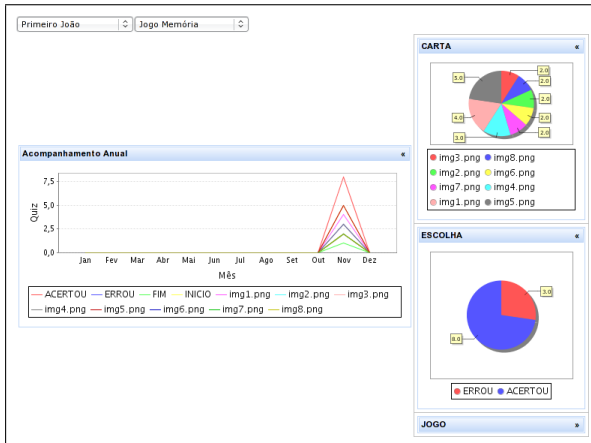 Primeiro João
Jogo Memória
CARTA «
2.0
5.0
2.0
2.0
4.0
2.0
3.0
2.0
img3.png img8.png
img2.png img6.png
img7.png img4.png
img1.png img5.png
Acompanhamento Anual «
Quiz
7,5
5,0
2,5
0,0
Jan Fev Mar Abr Mai Jun Jul Ago Set Out Nov Dez
Mês
ACERTOU ERROU FIM INICIO img1.png img2.png img3.png
img4.png img5.png img6.png img7.png img8.png
ESCOLHA «
3.0
8.0
ERROU ACERTOU
JOGO »